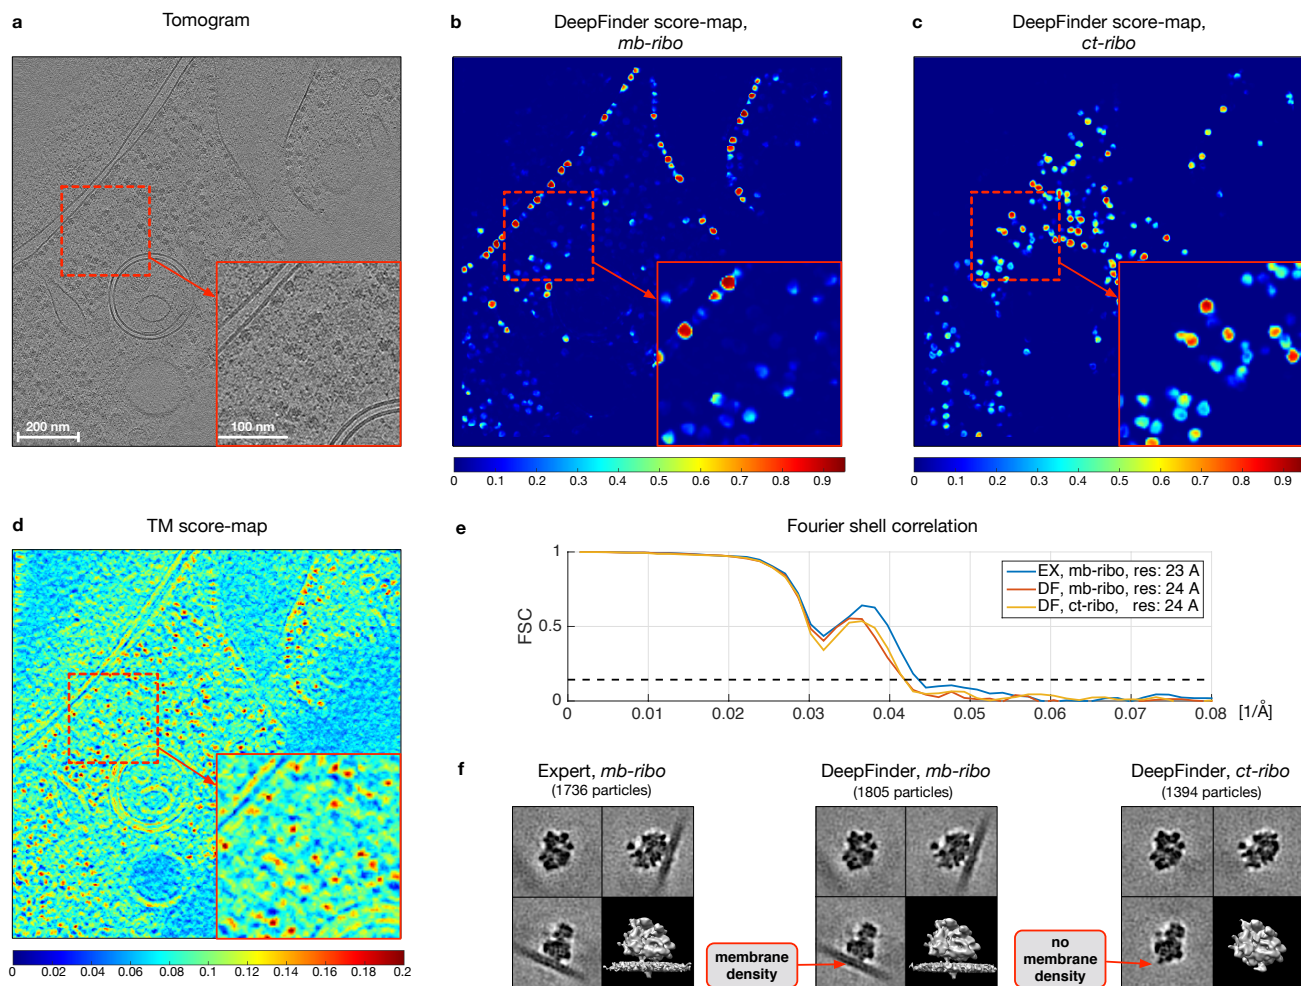 a
Tomogram
200 nm
100 nm
b
DeepFinder score-map,
mb-ribo
0 0.1 0.2 0.3 0.4 0.5 0.6 0.7 0.8 0.9
c
DeepFinder score-map,
ct-ribo
0 0.1 0.2 0.3 0.4 0.5 0.6 0.7 0.8 0.9
d
TM score-map
0 0.02 0.04 0.06 0.08 0.1 0.12 0.14 0.16 0.18 0.2
e
Fourier shell correlation
1
0.5
0
FSC
EX, mb-ribo, res: 23 A
DF, mb-ribo, res: 24 A
DF, ct-ribo, res: 24 A
0 0.01 0.02 0.03 0.04 0.05 0.06 0.07 0.08 [1/Å]
f
Expert, mb-ribo
(1736 particles)
DeepFinder, mb-ribo
(1805 particles)
DeepFinder, ct-ribo
(1394 particles)
membrane
density
no
membrane
density